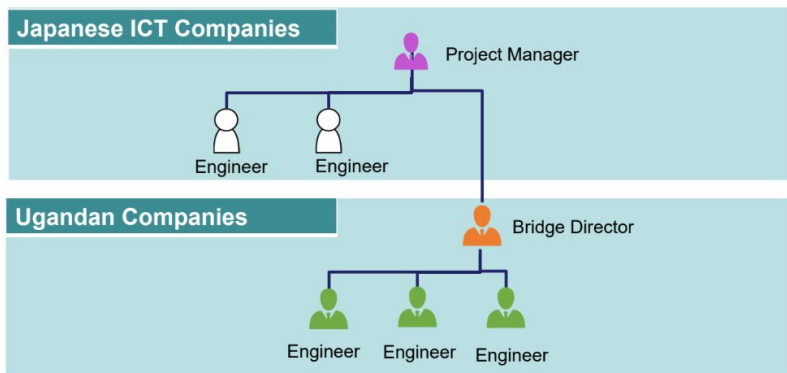 Japanese ICT Companies
Project Manager
Engineer
Engineer
Ugandan Companies
Bridge Director
Engineer
Engineer
Engineer